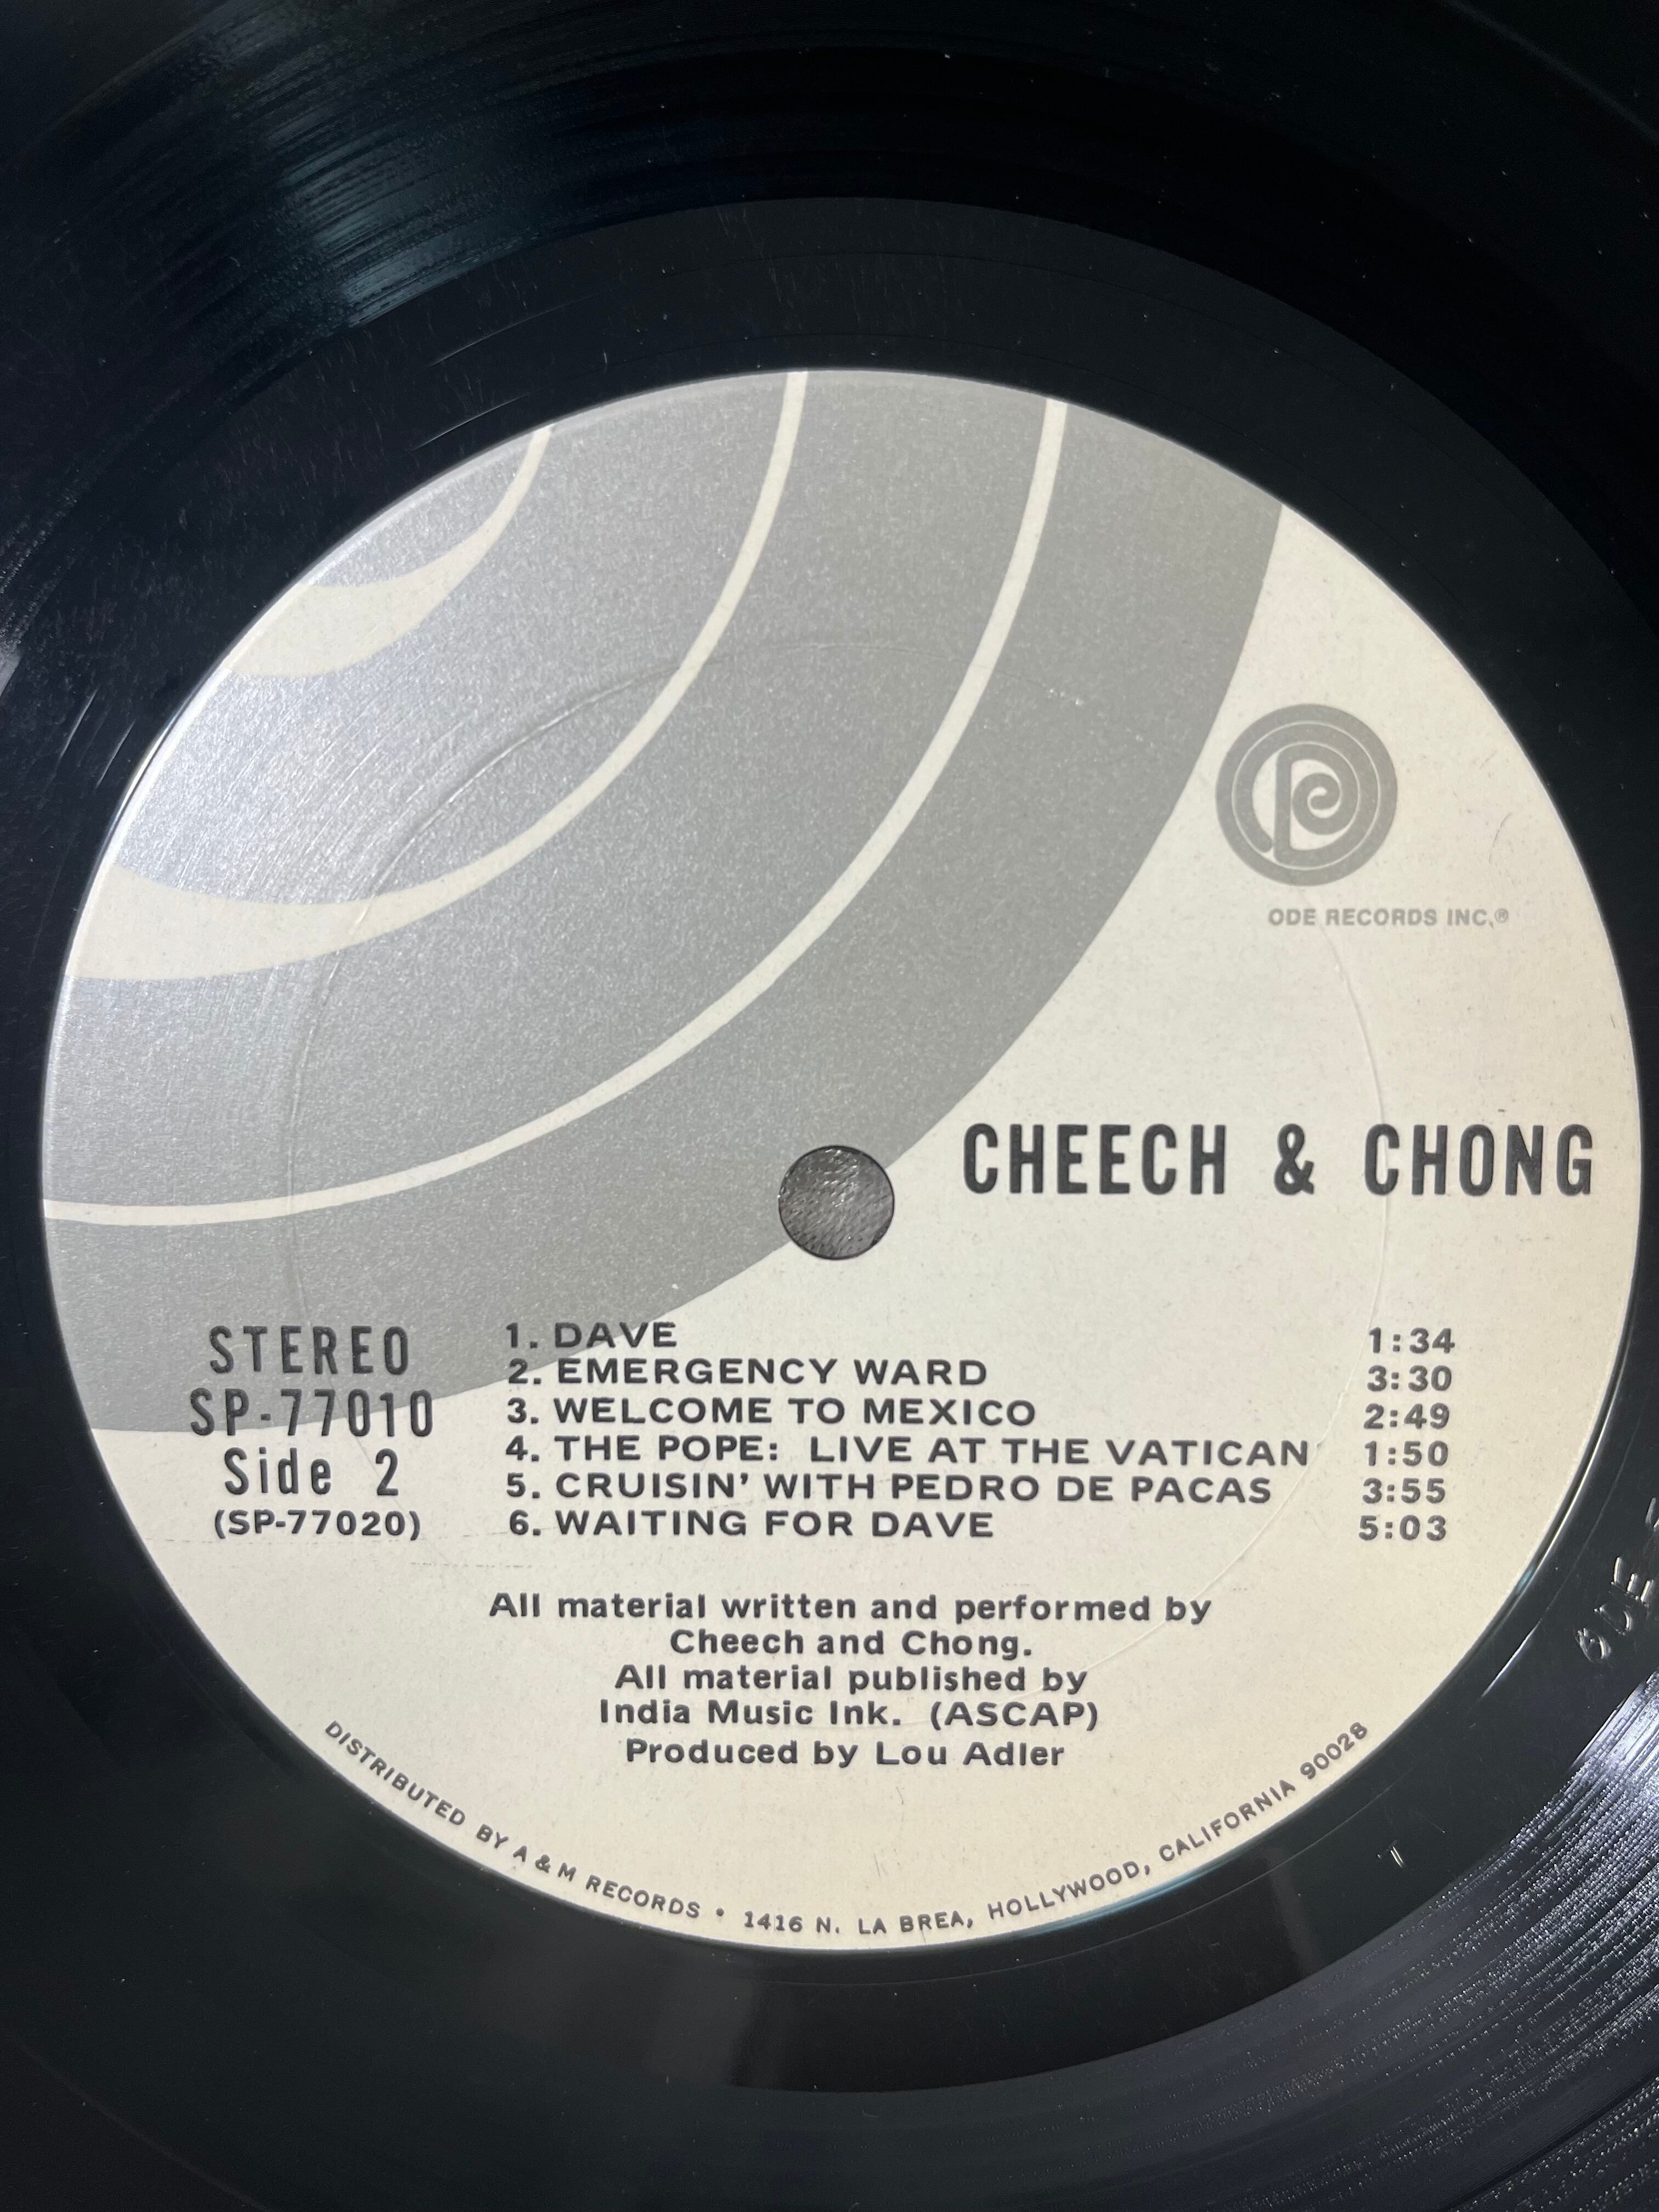 ODE RECORDS INC.®
CHEECH & CHONG
STEREO
SP-77010
Side 2
(SP-77020)
1. DAVE 1:34
2. EMERGENCY WARD 3:30
3. WELCOME TO MEXICO 2:49
4. THE POPE: LIVE AT THE VATICAN 1:50
5. CRUISIN' WITH PEDRO DE PACAS 3:55
6. WAITING FOR DAVE 5:03
All material written and performed by
Cheech and Chong.
All material published by
India Music Ink. (ASCAP)
Produced by Lou Adler
DISTRIBUTED BY A & M RECORDS • 1416 N. LA BREA, HOLLYWOOD, CALIFORNIA 90028
ODE